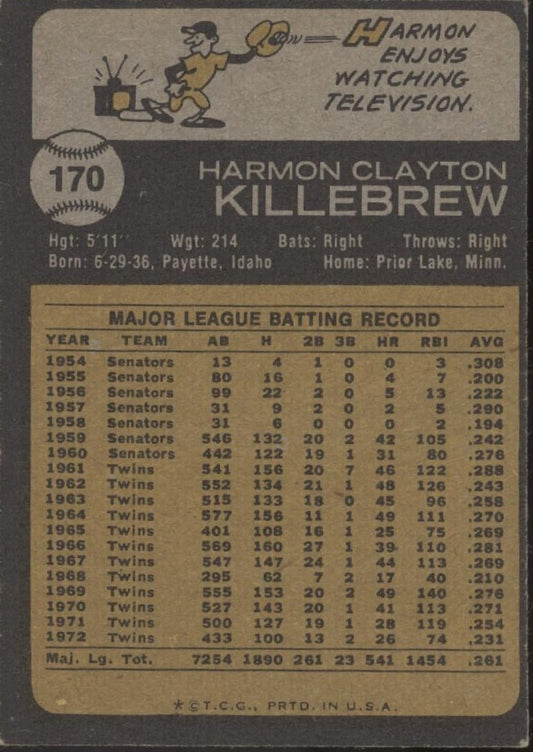 HARMON
ENJOYS
WATCHING
TELEVISION.
170
HARMON CLAYTON
KILLEBREW
Hgt: 5'11" Wgt: 214 Bats: Right Throws: Right
Born: 6-29-36, Payette, Idaho Home: Prior Lake, Minn.
MAJOR LEAGUE BATTING RECORD
YEAR TEAM AB H 2B 3B HR RBI AVG
1954 Senators 13 4 1 0 0 3 .308
1955 Senators 80 16 1 0 4 7 .200
1956 Senators 99 22 2 0 5 13 .222
1957 Senators 31 9 2 0 2 5 .290
1958 Senators 31 6 0 0 0 2 .194
1959 Senators 546 132 20 2 42 105 .242
1960 Senators 442 122 19 1 31 80 .276
1961 Twins 541 156 20 7 46 122 .288
1962 Twins 552 134 21 1 48 126 .243
1963 Twins 515 133 18 0 45 96 .258
1964 Twins 577 156 11 1 49 111 .270
1965 Twins 401 108 16 1 25 75 .269
1966 Twins 569 160 27 1 39 110 .281
1967 Twins 547 147 24 1 44 113 .269
1968 Twins 295 62 7 2 17 40 .210
1969 Twins 555 153 20 2 49 140 .276
1970 Twins 527 143 20 1 41 113 .271
1971 Twins 500 127 19 1 28 119 .254
1972 Twins 433 100 13 2 26 74 .231
Maj. Lg. Tot. 7254 1890 261 23 541 1454 .261
*©T.C.G., PRTD. IN U.S.A.